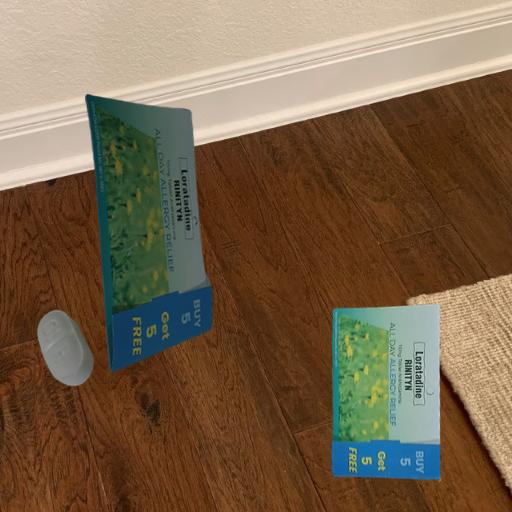 Loratadine
RINITYN
ALL DAY ALLERGY RELIEF
BUY
5
Get
5
FREE
Loratadine
RINITYN
ALL DAY ALLERGY RELIEF
BUY
5
Get
5
FREE